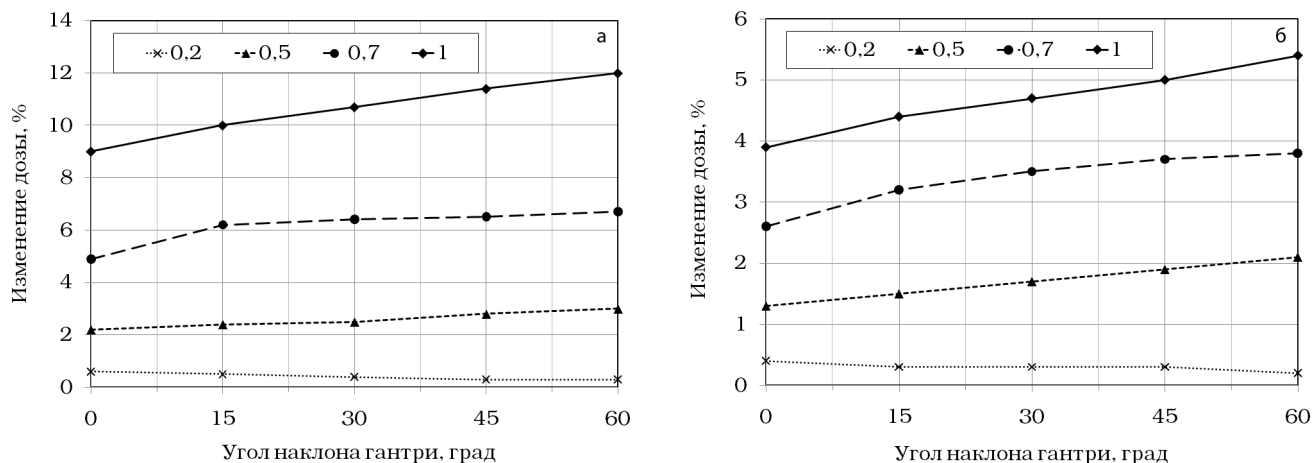 а
0,2 0,5 0,7 1
14
12
10
8
6
4
2
0
Изменение дозы, %
0 15 30 45 60
Угол наклона гантри, град
б
0,2 0,5 0,7 1
6
5
4
3
2
1
0
Изменение дозы, %
0 15 30 45 60
Угол наклона гантри, град